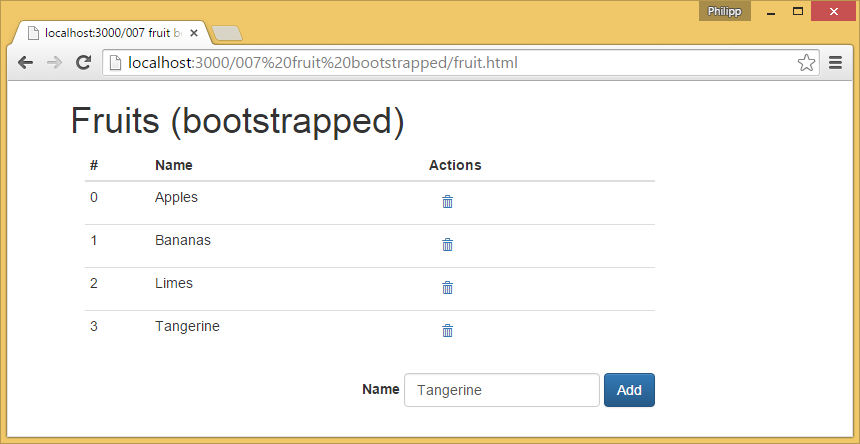 Philipp
localhost:3000/007 fruit b
localhost:3000/007%20fruit%20bootstrapped/fruit.html
Fruits (bootstrapped)
# Name Actions
0 Apples
1 Bananas
2 Limes
3 Tangerine
Name Tangerine Add